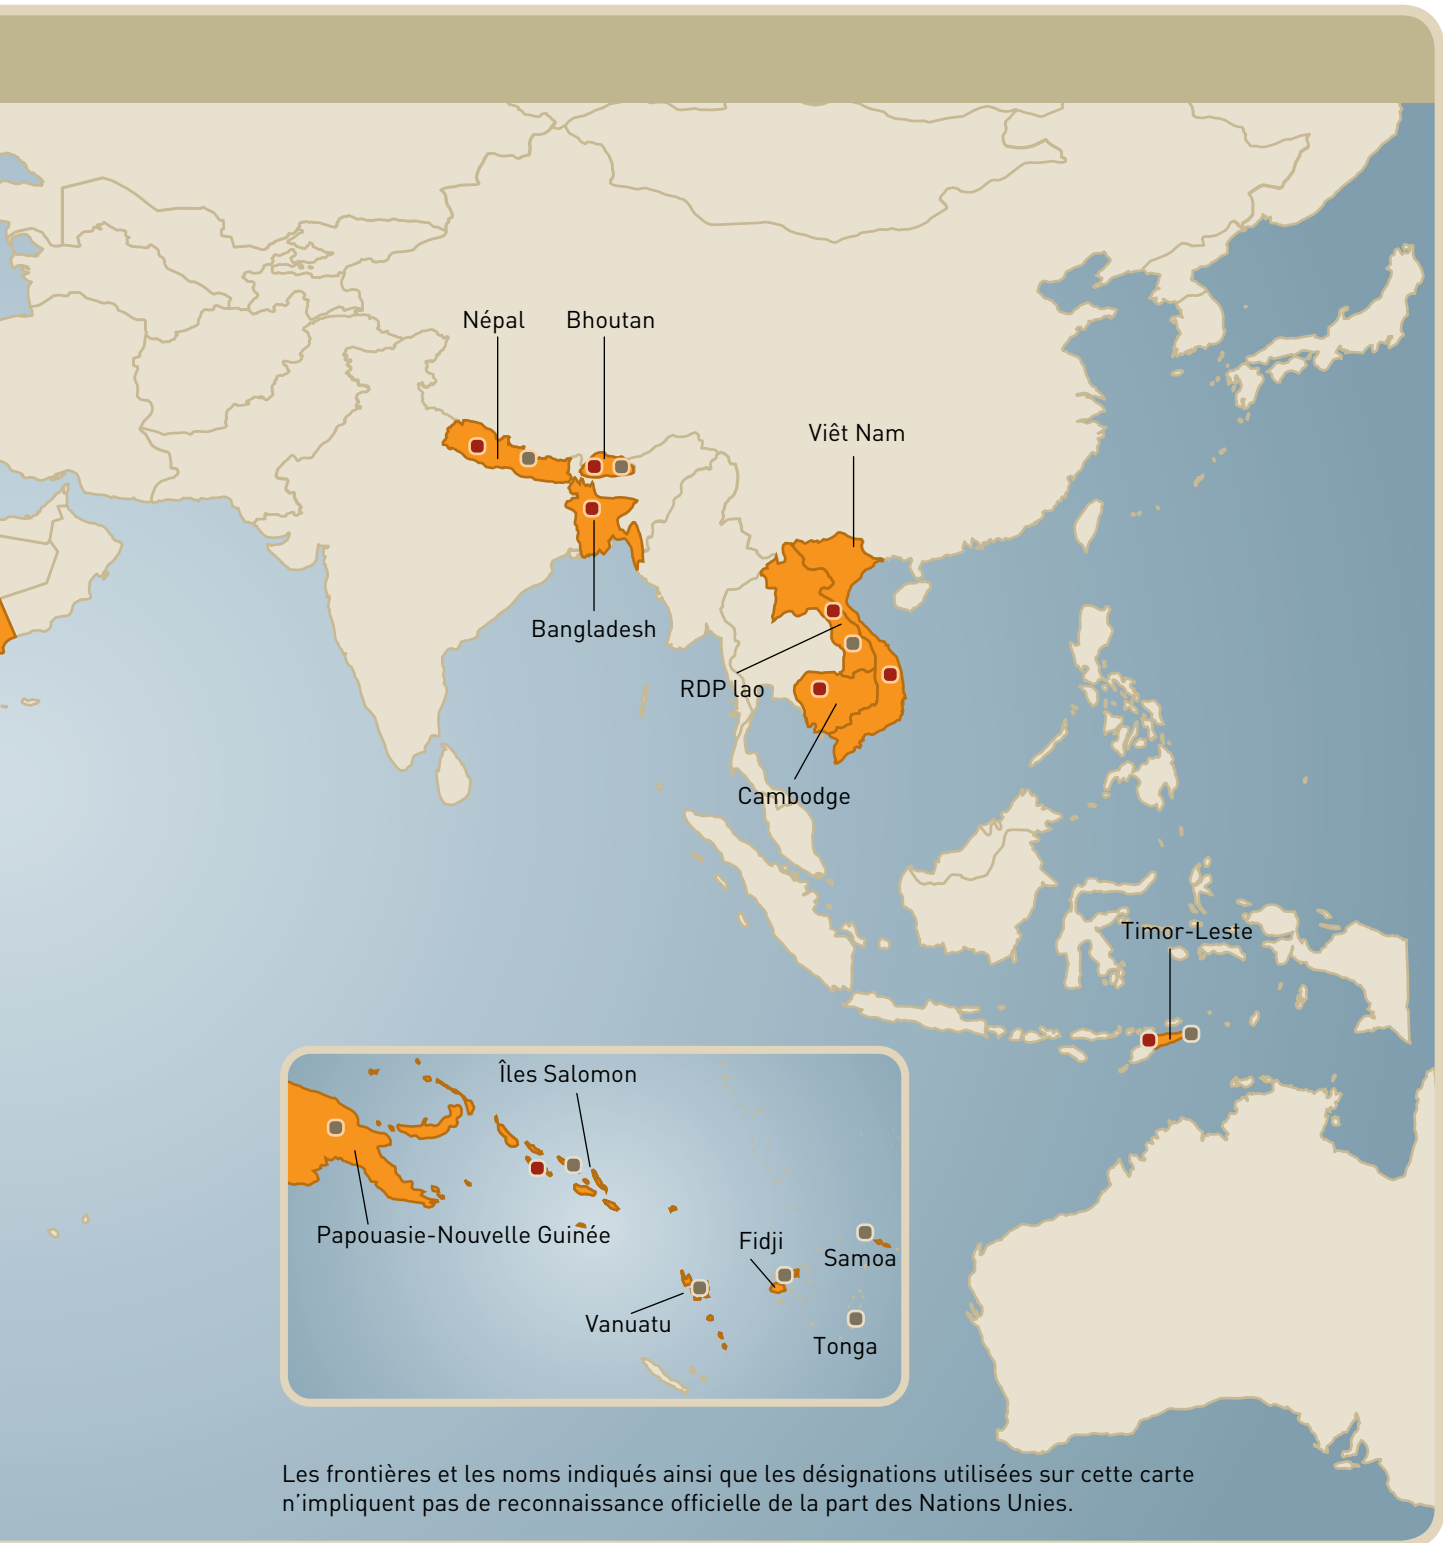 Népal
Bhoutan
Viêt Nam
Bangladesh
RDP lao
Cambodge
Timor-Leste
Îles Salomon
Papouasie-Nouvelle Guinée
Fidji
Samoa
Vanuatu
Tonga
Les frontières et les noms indiqués ainsi que les désignations utilisées sur cette carte
n’impliquent pas de reconnaissance officielle de la part des Nations Unies.